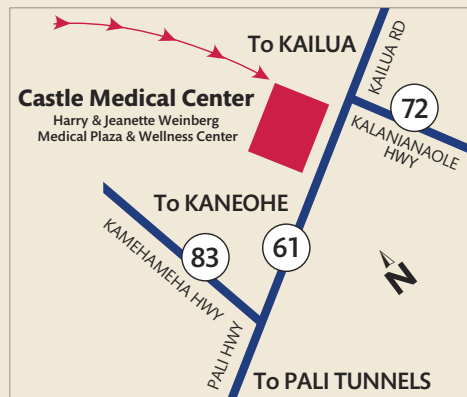 To KAILUA
KAILUA RD
Castle Medical Center
Harry & Jeanette Weinberg
Medical Plaza & Wellness Center
72
KALANIANAOLE
HWY
To KANEOHE
83
61
KAMEHAMEHA HWY
N
PALI HWY
To PALI TUNNELS